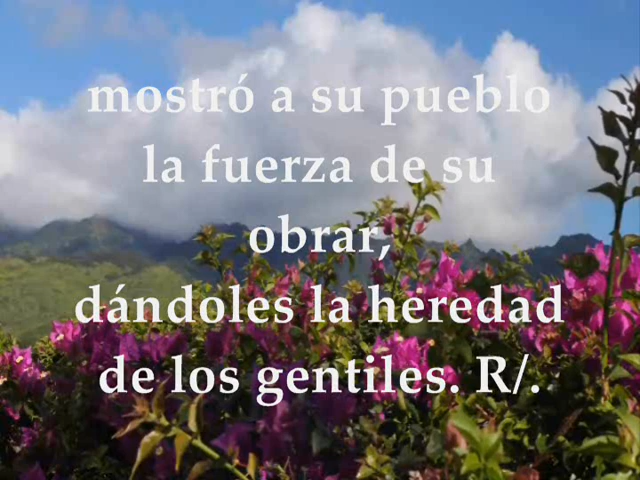 mostró a su pueblo
la fuerza de su
obrar,
dándoles la heredad
de los gentiles. R/.